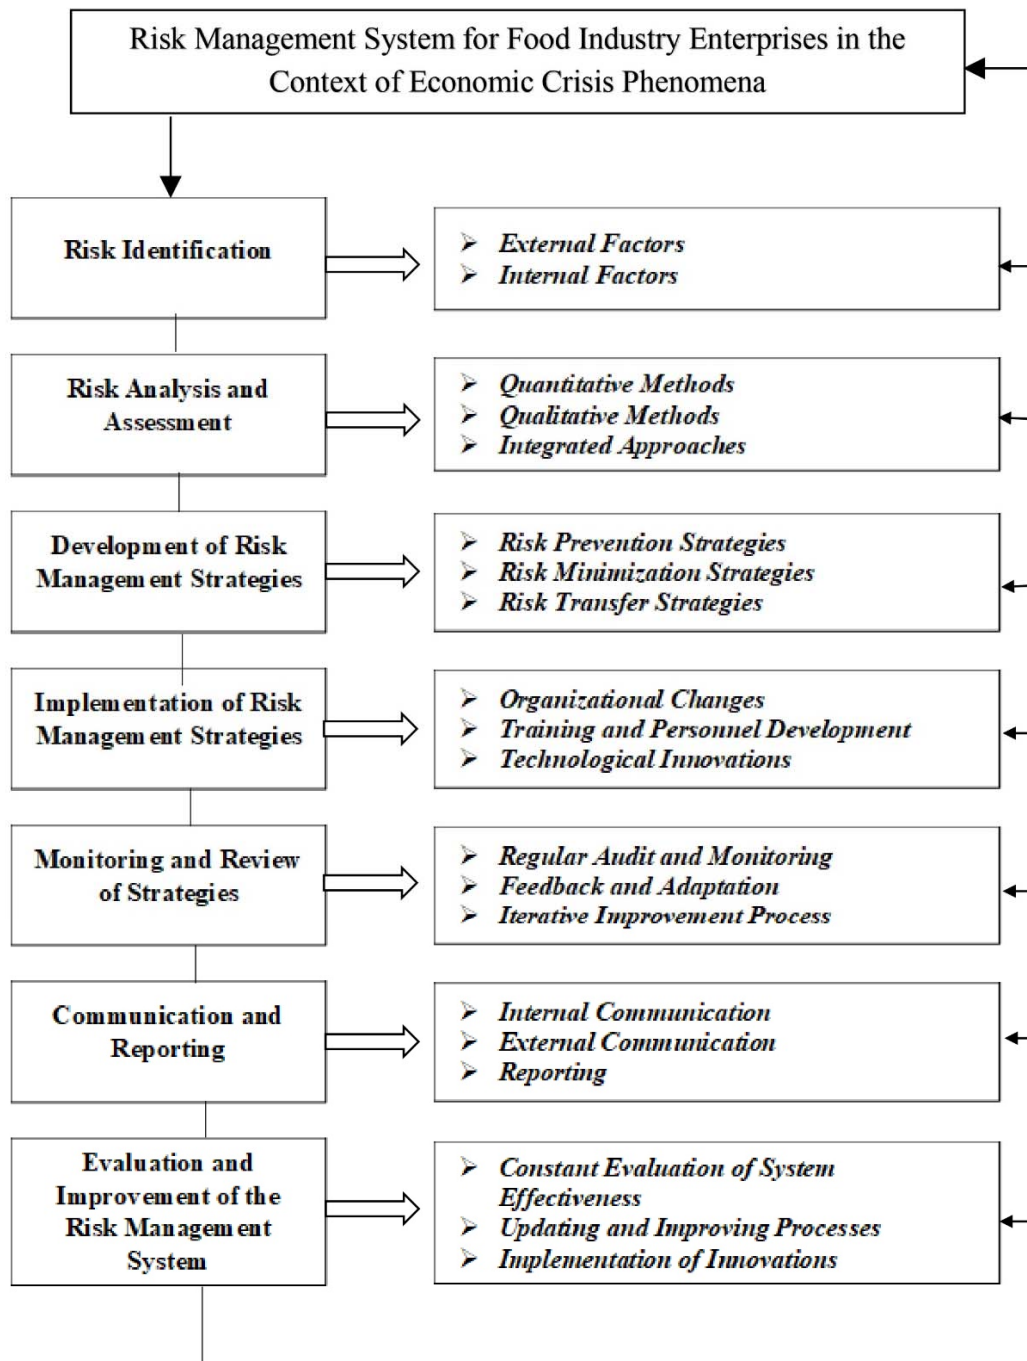 Risk Management System for Food Industry Enterprises in the
Context of Economic Crisis Phenomena
Risk Identification
➢ External Factors
➢ Internal Factors
Risk Analysis and
Assessment
➢ Quantitative Methods
➢ Qualitative Methods
➢ Integrated Approaches
Development of Risk
Management Strategies
➢ Risk Prevention Strategies
➢ Risk Minimization Strategies
➢ Risk Transfer Strategies
Implementation of Risk
Management Strategies
➢ Organizational Changes
➢ Training and Personnel Development
➢ Technological Innovations
Monitoring and Review
of Strategies
➢ Regular Audit and Monitoring
➢ Feedback and Adaptation
➢ Iterative Improvement Process
Communication and
Reporting
➢ Internal Communication
➢ External Communication
➢ Reporting
Evaluation and
Improvement of the
Risk Management
System
➢ Constant Evaluation of System
Effectiveness
➢ Updating and Improving Processes
➢ Implementation of Innovations